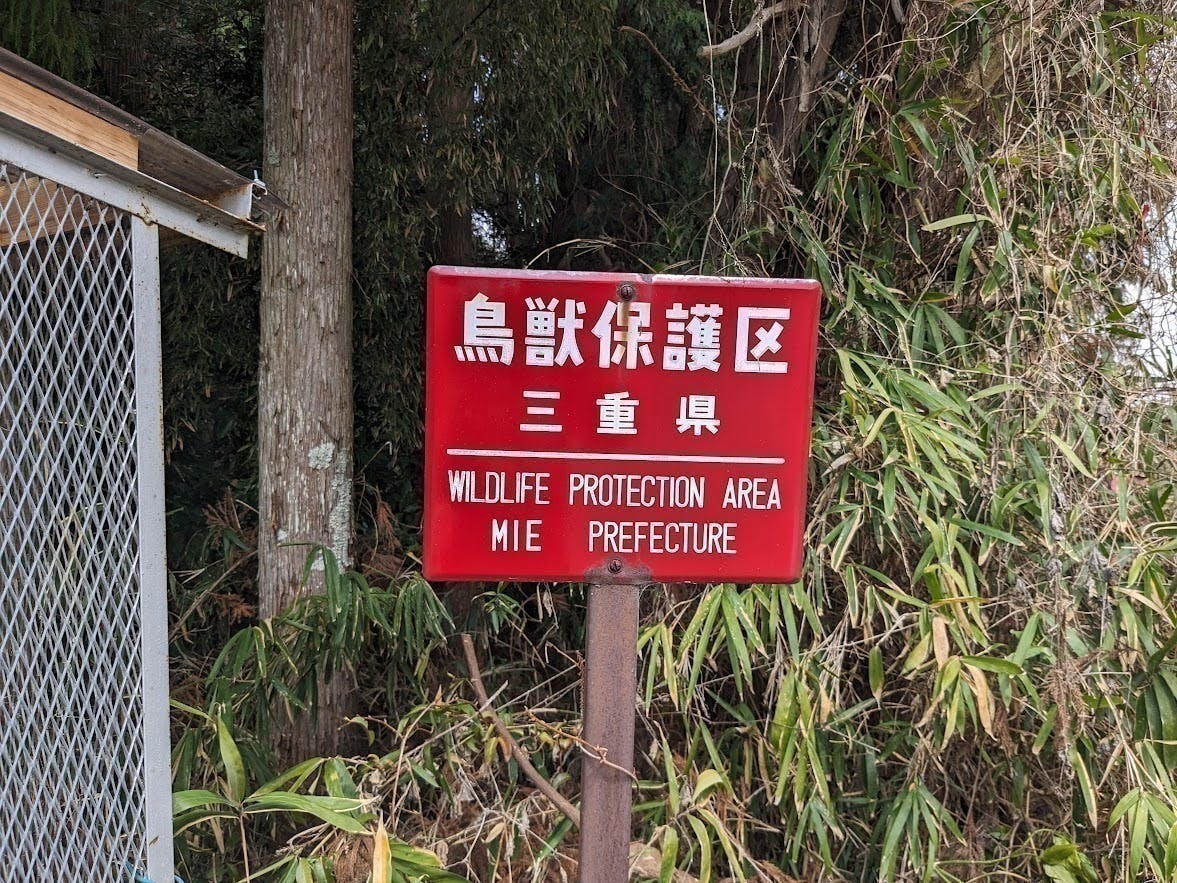 鳥獣保護区
三重県
WILDLIFE PROTECTION AREA
MIE PREFECTURE